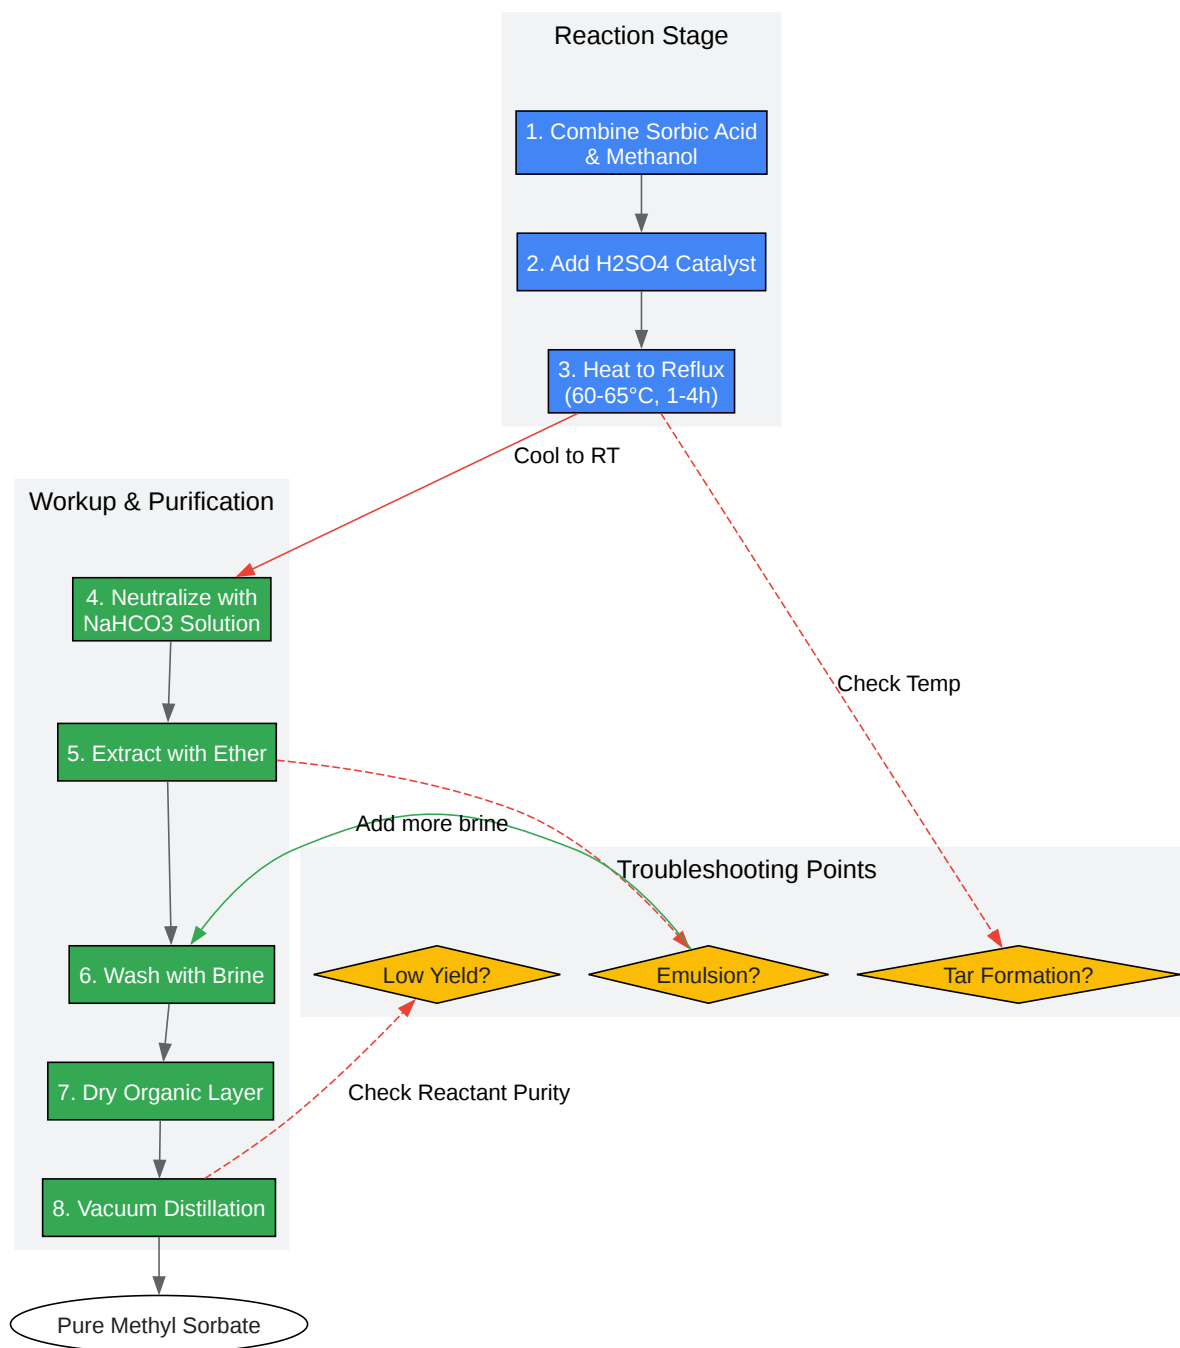 Reaction Stage
1. Combine Sorbic Acid
& Methanol
2. Add H2SO4 Catalyst
3. Heat to Reflux
(60-65°C, 1-4h)
Cool to RT
Workup & Purification
4. Neutralize with
NaHCO3 Solution
Check Temp
5. Extract with Ether
Add more brine
Troubleshooting Points
6. Wash with Brine
Low Yield?
Emulsion?
Tar Formation?
7. Dry Organic Layer
Check Reactant Purity
8. Vacuum Distillation
Pure Methyl Sorbate